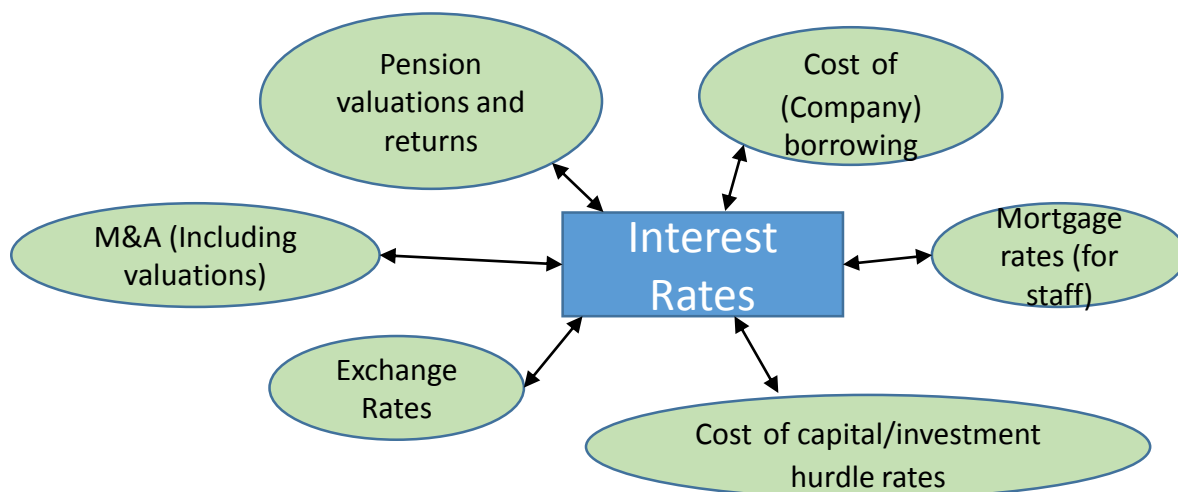 Pension
valuations and
returns
Cost of
(Company)
borrowing
M&A (Including
valuations)
Interest
Rates
Mortgage
rates (for
staff)
Exchange
Rates
Cost of capital/investment
hurdle rates